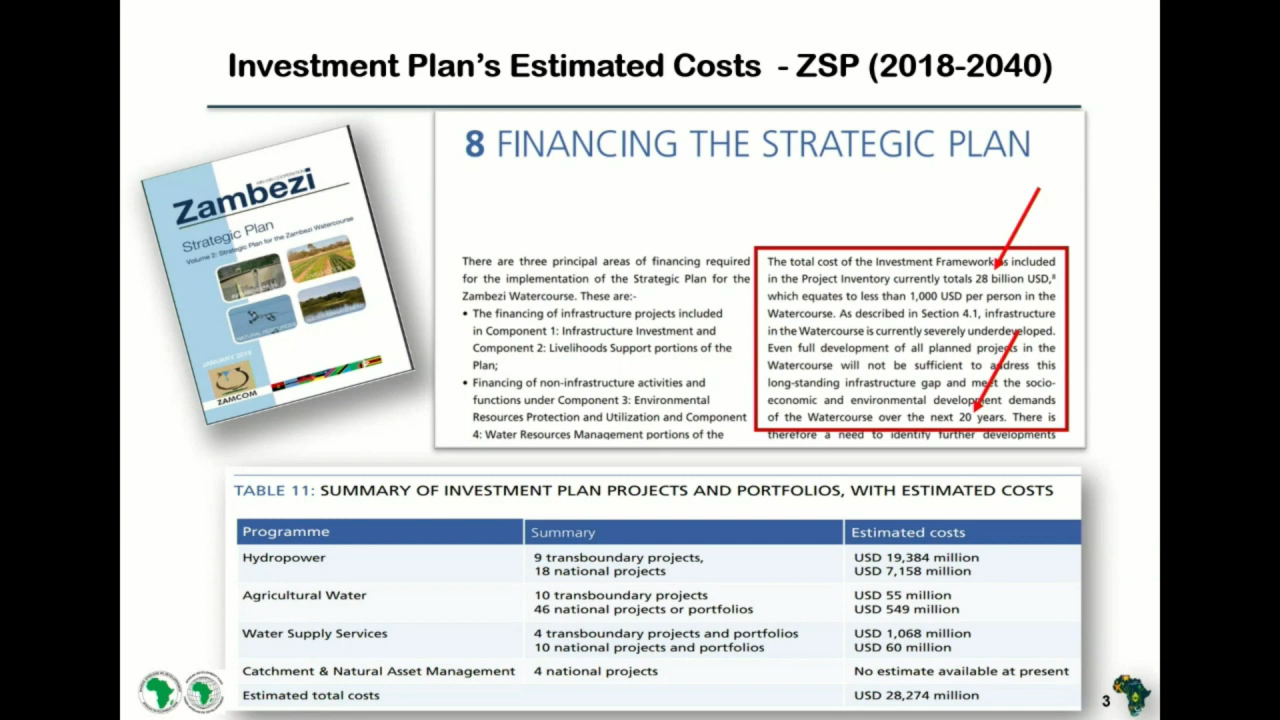 Investment Plan's Estimated Costs - ZSP (2018-2040)
Zambezi
Strategic Plan
Volume 2: Strategic Plan for the Zambezi Watercourse
ZAMCOM
8 FINANCING THE STRATEGIC PLAN
There are three principal areas of financing required
for the implementation of the Strategic Plan for the
Zambezi Watercourse. These are:-
• The financing of infrastructure projects included
in Component 1: Infrastructure Investment and
Component 2: Livelihoods Support portions of the
Plan;
• Financing of non-infrastructure activities and
functions under Component 3: Environmental
Resources Protection and Utilization and Component
4: Water Resources Management portions of the
The total cost of the Investment Framework as included
in the Project Inventory currently totals 28 billion USD,⁸
which equates to less than 1,000 USD per person in the
Watercourse. As described in Section 4.1, infrastructure
in the Watercourse is currently severely underdeveloped.
Even full development of all planned projects in the
Watercourse will not be sufficient to address this
long-standing infrastructure gap and meet the socio-
economic and environmental development demands
of the Watercourse over the next 20 years. There is
therefore a need to identify further developments
TABLE 11: SUMMARY OF INVESTMENT PLAN PROJECTS AND PORTFOLIOS, WITH ESTIMATED COSTS
Programme Summary Estimated costs
Hydropower 9 transboundary projects, USD 19,384 million
18 national projects USD 7,158 million
Agricultural Water 10 transboundary projects USD 55 million
46 national projects or portfolios USD 549 million
Water Supply Services 4 transboundary projects and portfolios USD 1,068 million
10 national projects and portfolios USD 60 million
Catchment & Natural Asset Management 4 national projects No estimate available at present
Estimated total costs USD 28,274 million
3